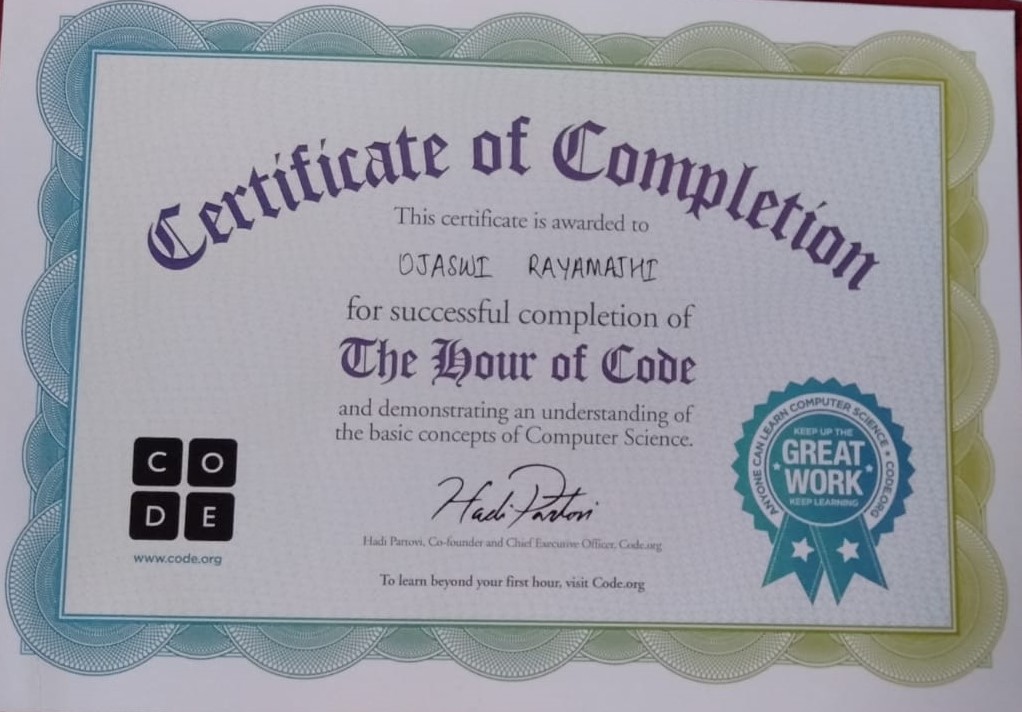 Certificate of Completion
This certificate is awarded to
OJASWI RAYAMAJHI
for successful completion of
The Hour of Code
and demonstrating an understanding of
the basic concepts of Computer Science.
C O
D E
www.code.org
Hadi Partovi
Hadi Partovi, Co-founder and Chief Executive Officer, Code.org
To learn beyond your first hour, visit Code.org
ANYONE CAN LEARN COMPUTER SCIENCE • CODE.ORG
KEEP UP THE
GREAT
WORK
KEEP LEARNING